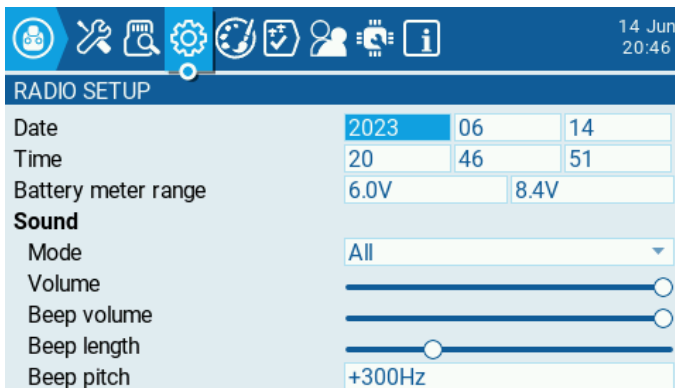 14 Jun
20:46
RADIO SETUP
Date 2023 06 14
Time 20 46 51
Battery meter range 6.0V 8.4V
Sound
Mode All
Volume
Beep volume
Beep length
Beep pitch +300Hz